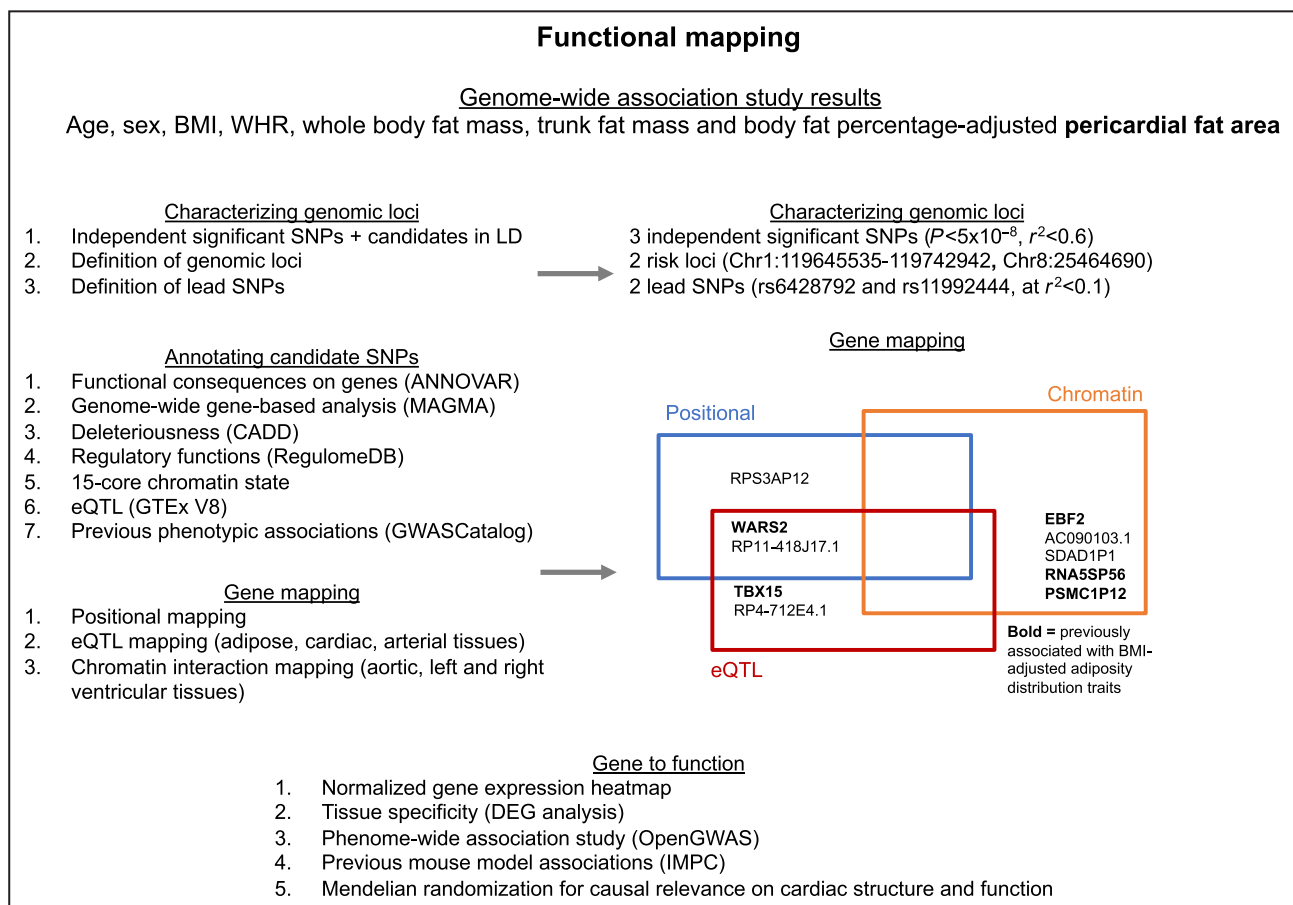 Functional mapping
Genome-wide association study results
Age, sex, BMI, WHR, whole body fat mass, trunk fat mass and body fat percentage-adjusted pericardial fat area
Characterizing genomic loci
1. Independent significant SNPs + candidates in LD
2. Definition of genomic loci
3. Definition of lead SNPs
Characterizing genomic loci
3 independent significant SNPs (P<5x10⁻⁸, r²<0.6)
2 risk loci (Chr1:119645535-119742942, Chr8:25464690)
2 lead SNPs (rs6428792 and rs11992444, at r²<0.1)
Annotating candidate SNPs
1. Functional consequences on genes (ANNOVAR)
2. Genome-wide gene-based analysis (MAGMA)
3. Deleteriousness (CADD)
4. Regulatory functions (RegulomeDB)
5. 15-core chromatin state
6. eQTL (GTEx V8)
7. Previous phenotypic associations (GWASCatalog)
Gene mapping
1. Positional mapping
2. eQTL mapping (adipose, cardiac, arterial tissues)
3. Chromatin interaction mapping (aortic, left and right
ventricular tissues)
Gene mapping
Positional
Chromatin
RPS3AP12
WARS2
RP11-418J17.1
TBX15
RP4-712E4.1
eQTL
EBF2
AC090103.1
SDAD1P1
RNA5SP56
PSMC1P12
Bold = previously
associated with BMI-
adjusted adiposity
distribution traits
Gene to function
1. Normalized gene expression heatmap
2. Tissue specificity (DEG analysis)
3. Phenome-wide association study (OpenGWAS)
4. Previous mouse model associations (IMPC)
5. Mendelian randomization for causal relevance on cardiac structure and function